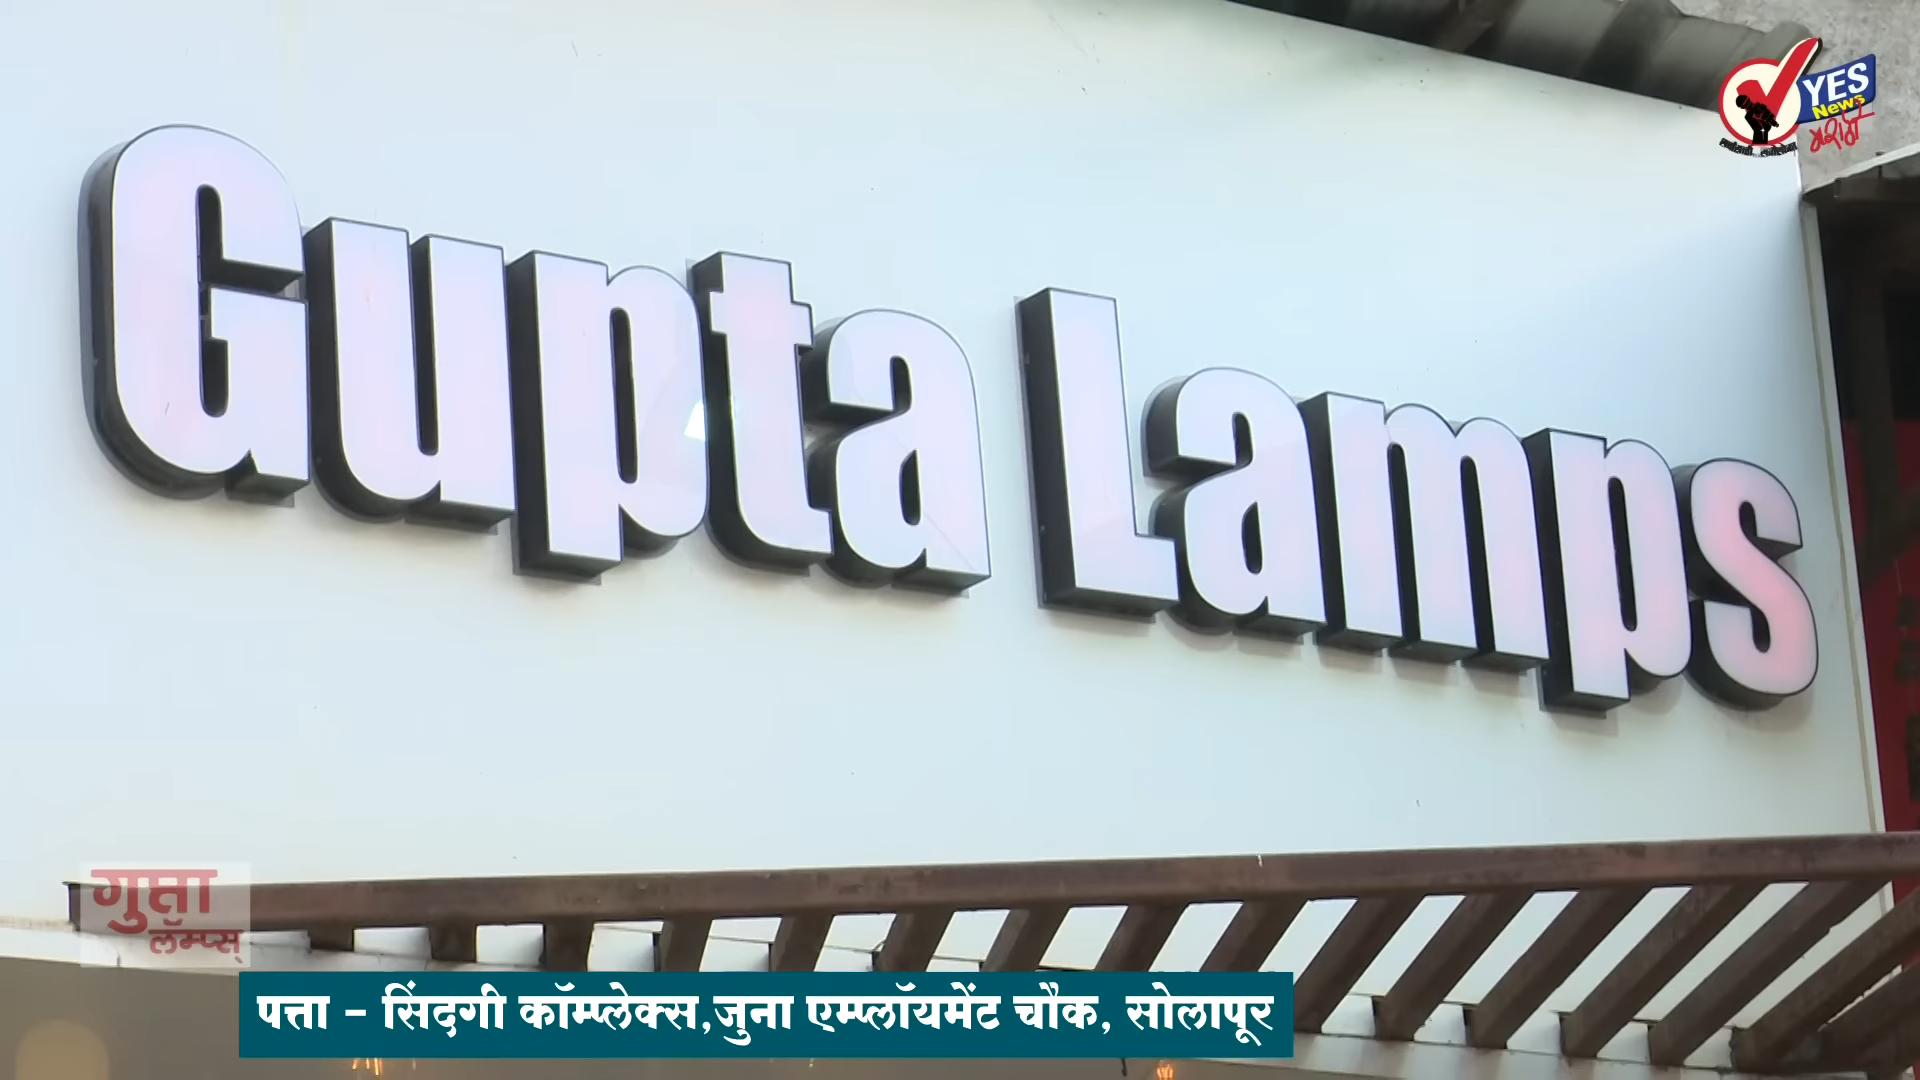 YES
News
मराठी
Gupta Lamps
गुप्ता
लॅम्प्स्
पत्ता - सिंदगी कॉम्प्लेक्स,जुना एम्प्लॉयमेंट चौक, सोलापूर